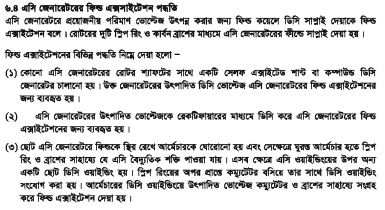 ৬.৪ এসি জেনারেটরের ফিল্ড এক্সসাইটেশন পদ্ধতি
এসি জেনারেটরে প্রয়োজনীয় পরিমাণ ভোল্টেজ উৎপন্ন করার জন্য ফিল্ড কয়েলে ডিসি সাপ্লাই দেয়াকে ফিল্ড
এক্সাইটেশন বলে । রোটরের দুটি স্লিপ রিং ও কার্বন ব্রাশের মাধ্যমে এসি জেনারেটরের ফীল্ডে সাপ্লাই দেয়া হয়।
ফিল্ড এক্সাইটেশনের বিভিন্ন পদ্ধতি নিম্নে দেয়া হলো –
(১) কোনো এসি জেনারেটরের রোটর শ্যাফটের সাথে একটি সেলফ এক্সাইটেড শান্ট বা কম্পাউন্ড ডিসি
জেনারেটর চালানো হয়। উক্ত জেনারেটরের উৎপাদিত ডিসি ভোল্টেজ এসি জেনারেটরের ফিল্ড এক্সাইটেশনের
জন্য ব্যবহৃত হয়।
(২) এসি জেনারেটরের উৎপাদিত ভোল্টেজকে রেকটিফায়ারের মাধ্যমে ডিসি করে এসি জেনারেটরের ফিল্ড
এক্সাইটেশনের জন্য ব্যবহৃত হয়।
(৩) ছোট এসি জেনারেটরে ফিল্ডকে স্থির রেখে আর্মেচারকে ঘোরানো হয় এবং সেক্ষেত্রে ঘুরন্ত আর্মেচার হতে স্লিপ
রিং ও ব্রাশের সাহায্যে যে এসি বৈদ্যুতিক শক্তি পাওয়া যায়। এসব ক্ষেত্রে এসি ওয়াইন্ডিংয়ের উপর অন্য
একটি ছোট ডিসি ওয়াইন্ডিং হয়। স্লিপ রিংয়ের অপর প্রান্তে কম্যুটেটর বসিয়ে তার সাথে ডিসি ওয়াইন্ডিং
সংযোগ করা হয়। আর্মেচারের ডিসি ওয়াইন্ডিংয়ে উৎপাদিত ভোল্টেজ কম্যুটেটর ও ব্রাশের সাহায্যে সংগ্রহ
করে ফিল্ড এক্সাইটেশন দেয়া হয়।